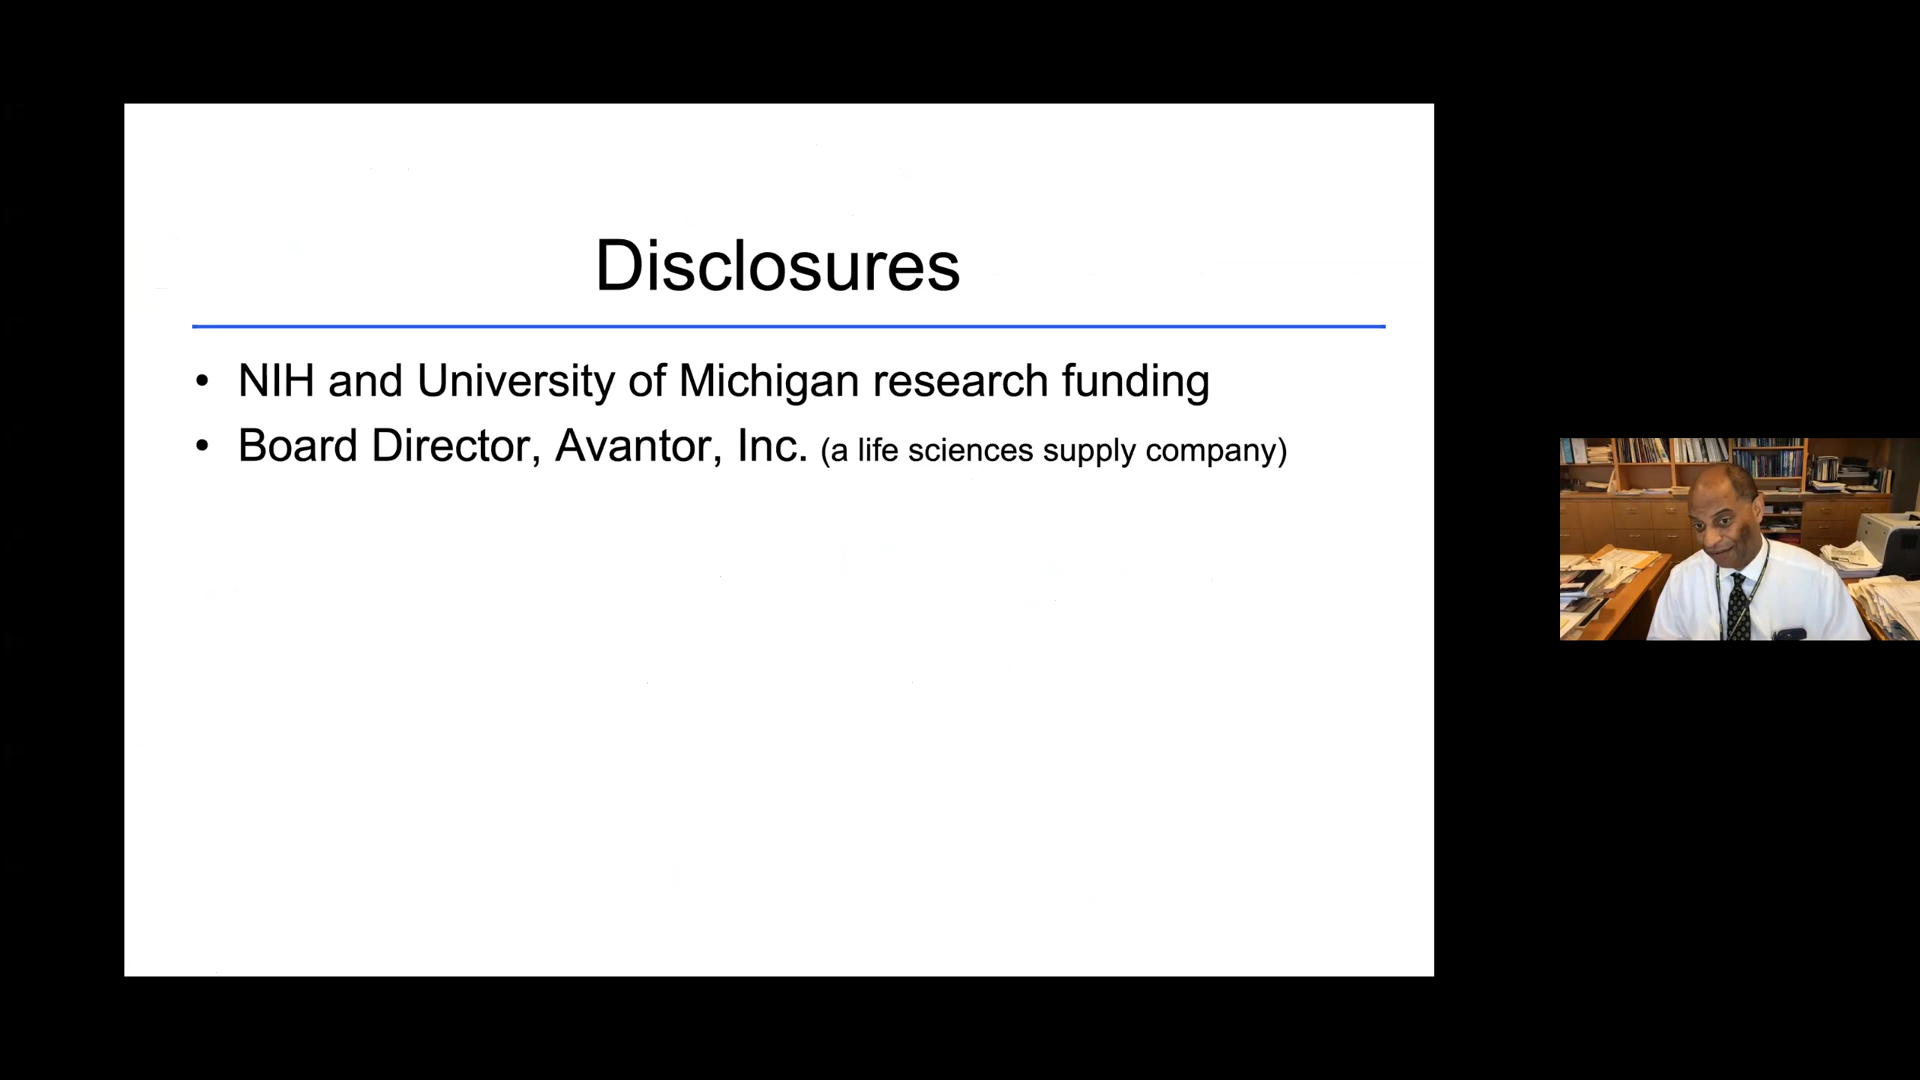 Disclosures
• NIH and University of Michigan research funding
• Board Director, Avantor, Inc. (a life sciences supply company)